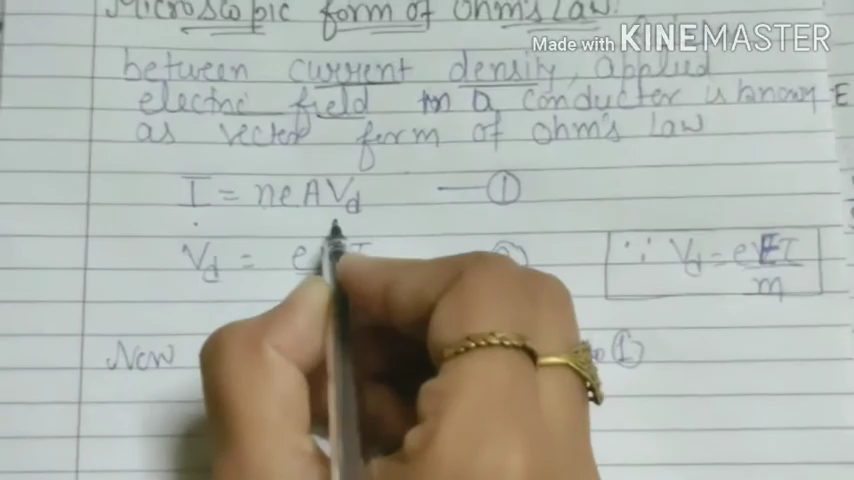 Microscopic form of Ohm's Law.
Made with KINEMASTER
between current density, applied
electric field in a conductor is known
as vector form of Ohm's Law
E
I = neAVd —①
Vd = e
∵ Vd = eEτ
m
Now ①